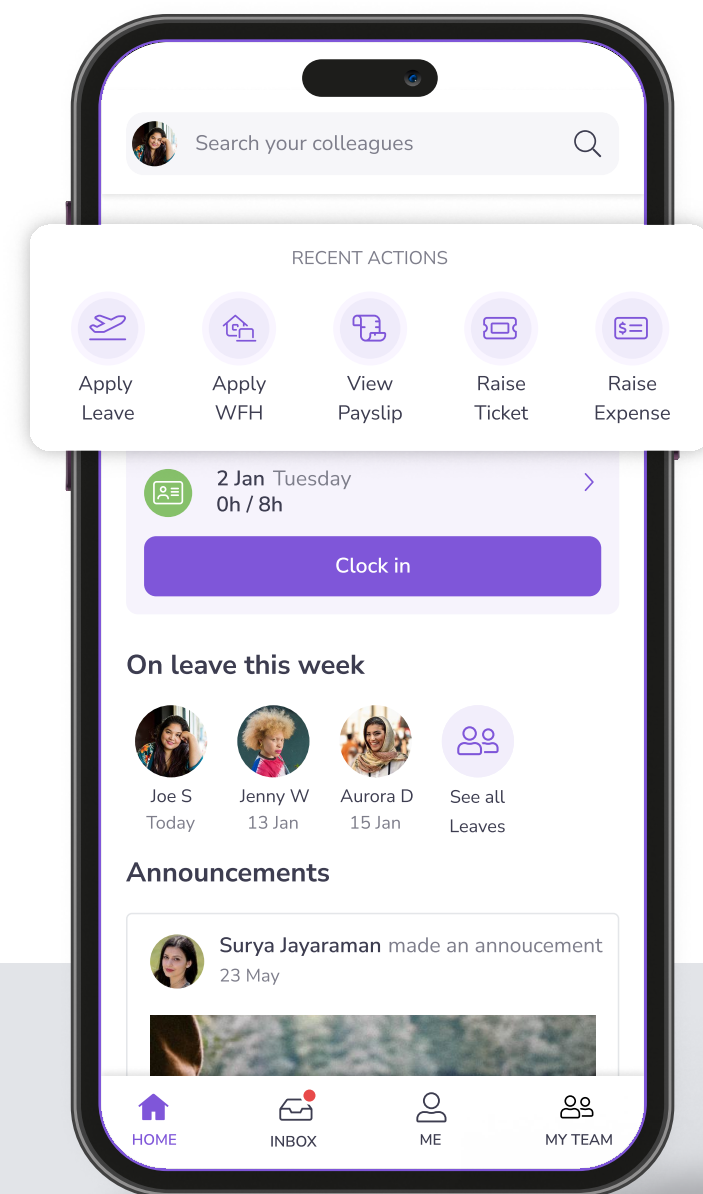 Search your colleagues
RECENT ACTIONS
Apply Leave
Apply WFH
View Payslip
Raise Ticket
Raise Expense
2 Jan Tuesday
0h / 8h
Clock in
On leave this week
Joe S
Today
Jenny W
13 Jan
Aurora D
15 Jan
See all
Leaves
Announcements
Surya Jayaraman made an annoucement
23 May
HOME
INBOX
ME
MY TEAM